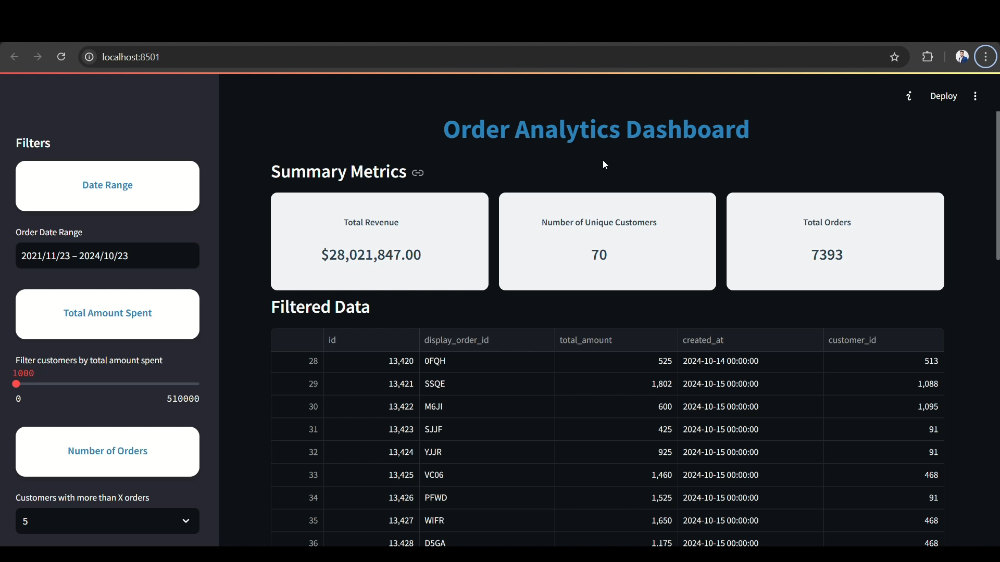 localhost:8501
Deploy
Filters
Date Range
Order Date Range
2021/11/23 – 2024/10/23
Total Amount Spent
Filter customers by total amount spent
1000
0 510000
Number of Orders
Customers with more than X orders
5
Order Analytics Dashboard
Summary Metrics
Total Revenue
$28,021,847.00
Number of Unique Customers
70
Total Orders
7393
Filtered Data
id display_order_id total_amount created_at customer_id
28 13,420 0FQH 525 2024-10-14 00:00:00 513
29 13,421 SSQE 1,802 2024-10-15 00:00:00 1,088
30 13,422 M6JI 600 2024-10-15 00:00:00 1,095
31 13,423 SJJF 425 2024-10-15 00:00:00 91
32 13,424 YJJR 925 2024-10-15 00:00:00 91
33 13,425 VC06 1,460 2024-10-15 00:00:00 468
34 13,426 PFWD 1,525 2024-10-15 00:00:00 91
35 13,427 WIFR 1,650 2024-10-15 00:00:00 468
36 13,428 D5GA 1,175 2024-10-15 00:00:00 468